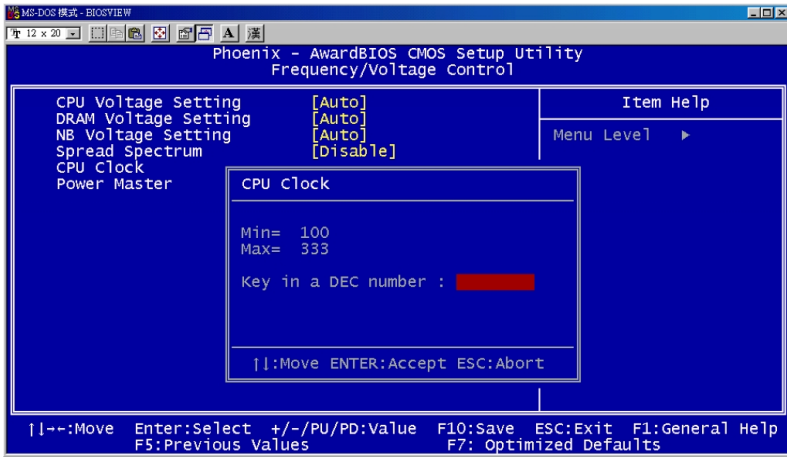 MS-DOS 模式 - BIOSVIEW
12 x 20 A 漢
Phoenix - AwardBIOS CMOS Setup Utility
Frequency/Voltage Control
CPU Voltage Setting [Auto]
DRAM Voltage Setting [Auto]
NB Voltage Setting [Auto]
Spread Spectrum [Disable]
CPU Clock
Power Master
Item Help
Menu Level ▶
CPU Clock
Min= 100
Max= 333
Key in a DEC number :
↑↓:Move ENTER:Accept ESC:Abort
↑↓→←:Move Enter:Select +/-/PU/PD:Value F10:Save ESC:Exit F1:General Help
F5:Previous Values F7: Optimized Defaults